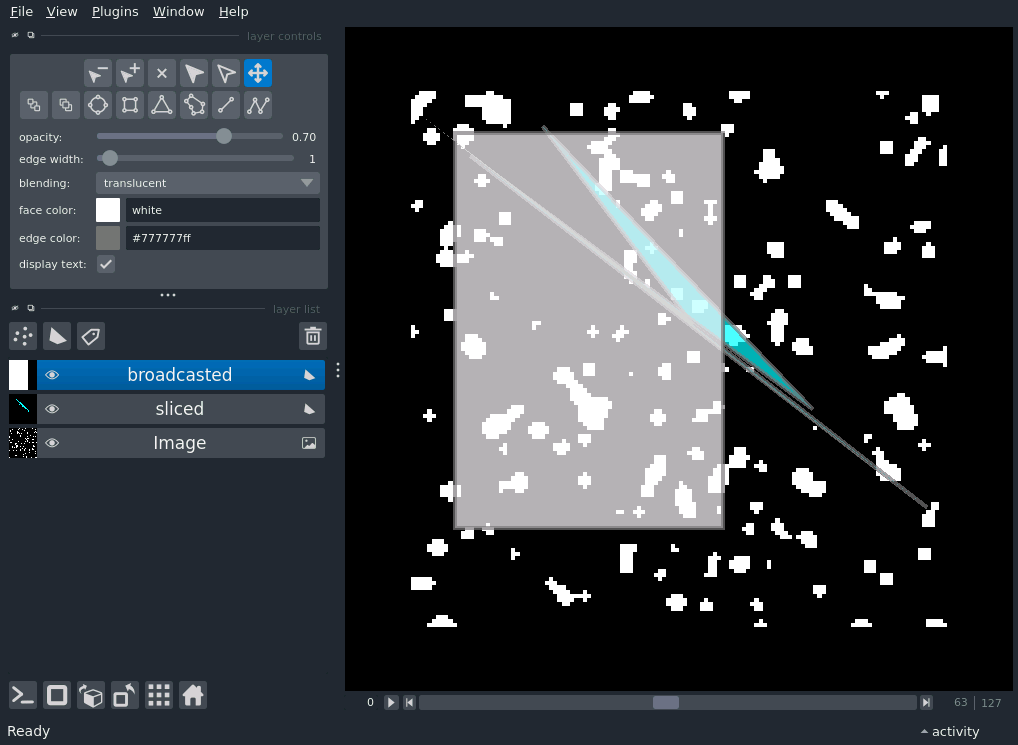 File View Plugins Window Help
layer controls
opacity: 0.70
edge width: 1
blending: translucent
face color: white
edge color: #777777ff
display text:
layer list
broadcasted
sliced
Image
0 63 127
Ready activity